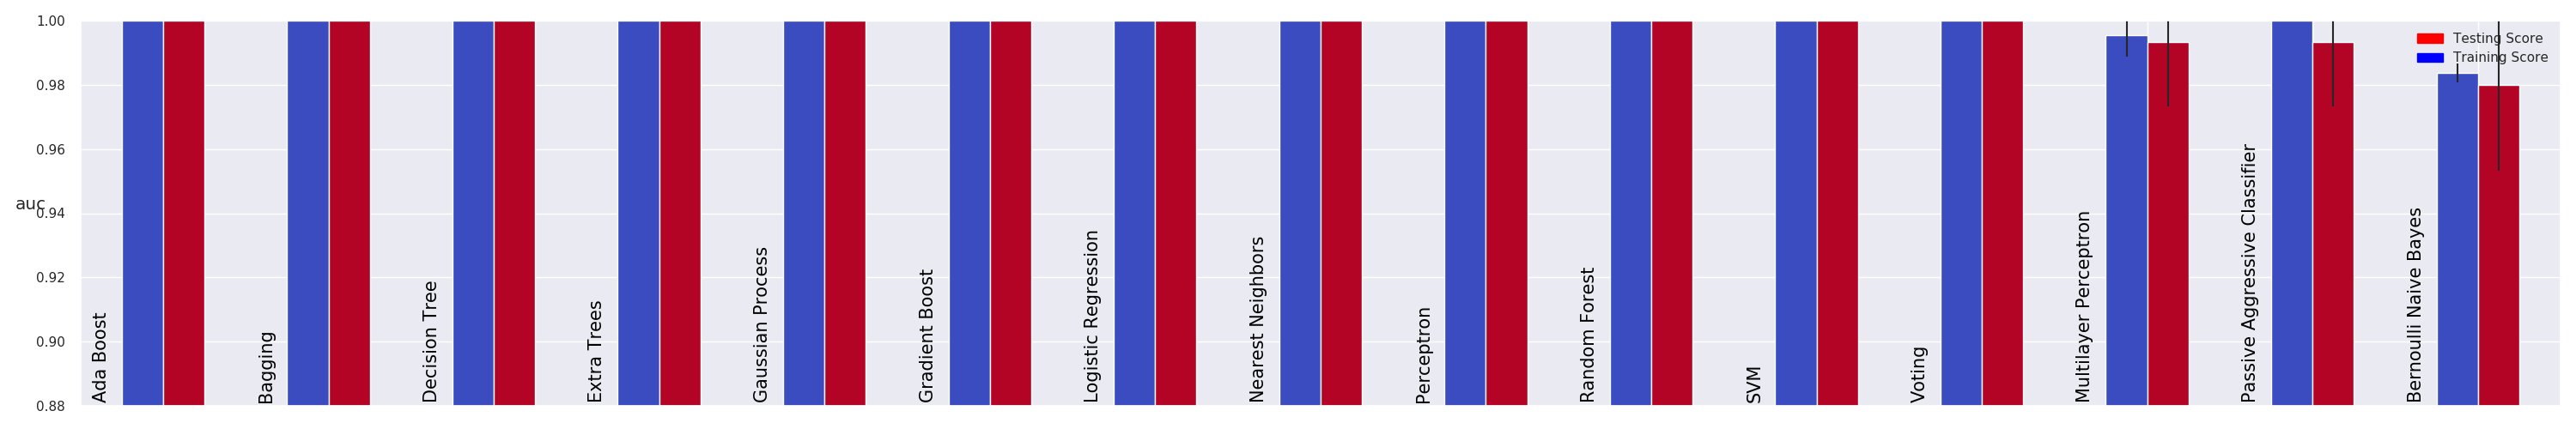 1.00
0.98
0.96
0.94
0.92
0.90
0.88
auc
Ada Boost
Bagging
Decision Tree
Extra Trees
Gaussian Process
Gradient Boost
Logistic Regression
Nearest Neighbors
Perceptron
Random Forest
SVM
Voting
Multilayer Perceptron
Passive Aggressive Classifier
Bernoulli Naive Bayes
Testing Score
Training Score